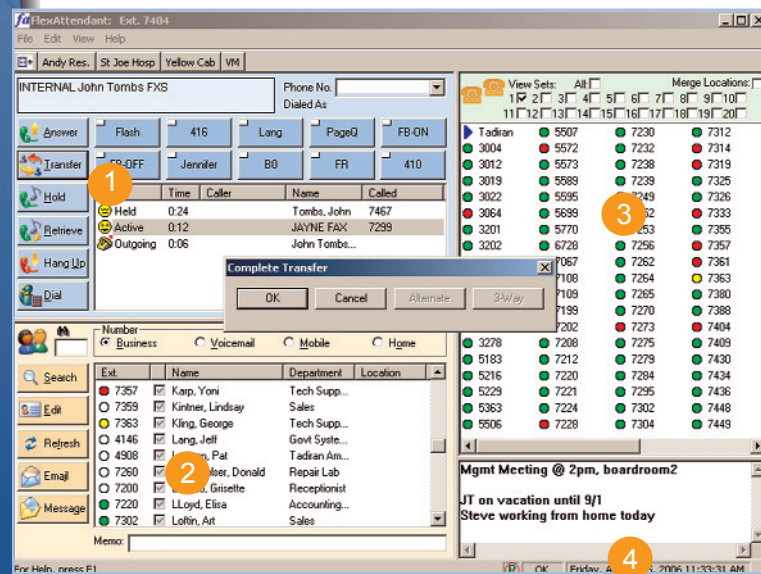 fa FlexAttendant: Ext. 7404
File Edit View Help
Andy Res. St Joe Hosp Yellow Cab VM
INTERNAL John Tombs FXS
Phone No.
Dialed As
Answer Flash 416 Lang PageQ FB-ON
Transfer FB-OFF Jennifer B0 FR 410
Hold
Retrieve
Hang Up
Dial
1
Time Caller Name Called
Held 0:24 Tombs, John 7467
Active 0:12 JAYNE FAX 7299
Outgoing 0:06 John Tombs...
Complete Transfer
OK Cancel Alternate 3-Way
Number
Business Voicemail Mobile Home
Search
Edit
Refresh
Email
Message
Ext. Name Department Location
7357 Karp, Yoni Tech Supp...
7359 Kintner, Lindsay Sales
7363 Kling, George Tech Supp...
4146 Lang, Jeff Govt Syste...
4908 Pat Tadiran Am...
7260 Donald Repair Lab
7200 Grisette Receptionist
7220 LLoyd, Elisa Accounting...
7302 Loftin, Art Sales
2
Memo:
For Help, press F1
View Sets: All: Merge Locations:
1 2 3 4 5 6 7 8 9 10
11 12 13 14 15 16 17 18 19 20
Tadiran 5507 7230 7312
3004 5572 7232 7314
3012 5573 7238 7319
3019 5589 7239 7325
3022 5595 7249 7326
3064 5699 7333
3201 5770 7253 7355
3202 6728 7256 7357
7067 7262 7361
7108 7264 7363
7109 7265 7380
7199 7270 7388
7202 7273 7404
3278 7208 7275 7409
5183 7212 7279 7430
5216 7220 7284 7434
5229 7221 7295 7436
5363 7224 7302 7448
5506 7228 7304 7449
3
Mgmt Meeting @ 2pm, boardroom2
JT on vacation until 9/1
Steve working from home today
4
OK Friday, 2006 11:33:31 AM